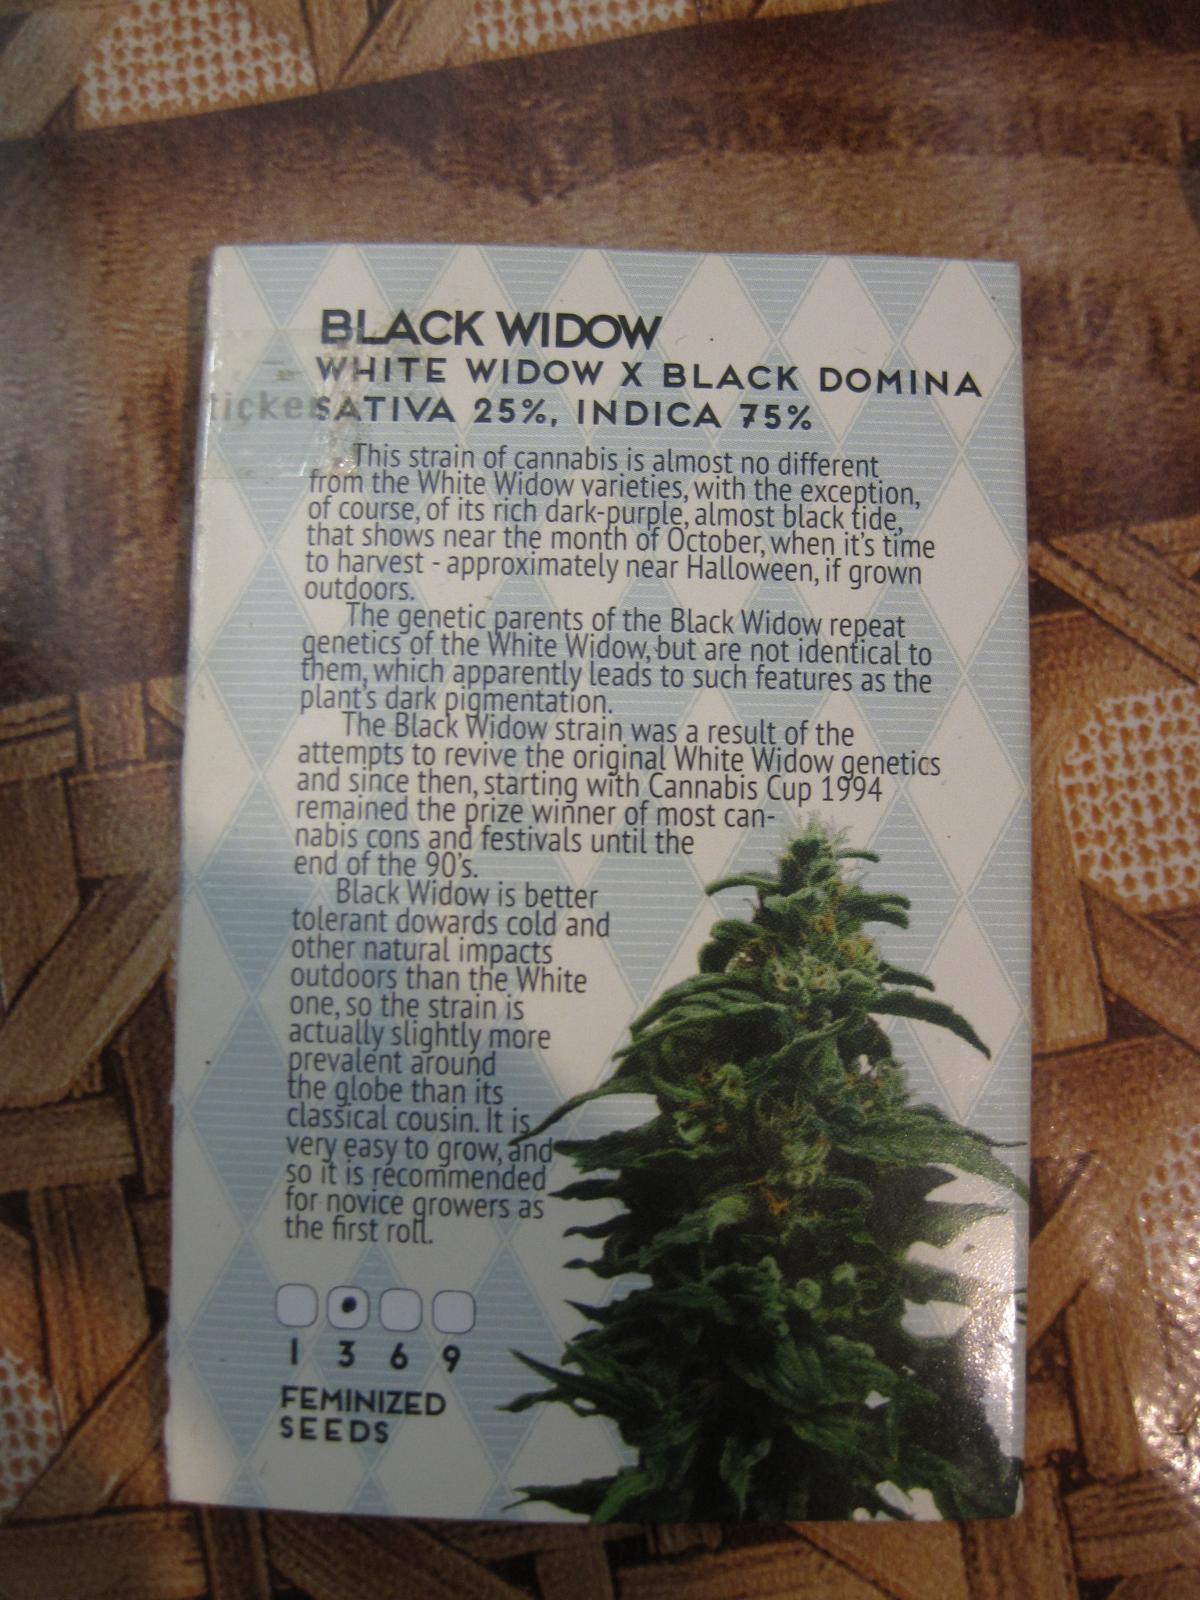 BLACK WIDOW
WHITE WIDOW X BLACK DOMINA
ticker
SATIVA 25%, INDICA 75%
This strain of cannabis is almost no different
from the White Widow varieties, with the exception,
of course, of its rich dark-purple, almost black tide,
that shows near the month of October, when it's time
to harvest - approximately near Halloween, if grown
outdoors.
The genetic parents of the Black Widow repeat
genetics of the White Widow, but are not identical to
them, which apparently leads to such features as the
plant's dark pigmentation.
The Black Widow strain was a result of the
attempts to revive the original White Widow genetics
and since then, starting with Cannabis Cup 1994
remained the prize winner of most can-
nabis cons and festivals until the
end of the 90's.
Black Widow is better
tolerant dowards cold and
other natural impacts
outdoors than the White
one, so the strain is
actually slightly more
prevalent around
the globe than its
classical cousin. It is
very easy to grow, and
so it is recommended
for novice growers as
the first roll.
1 3 6 9
FEMINIZED
SEEDS